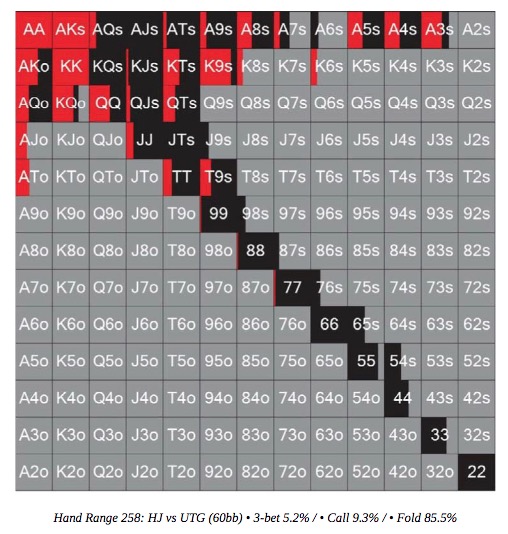 AA AKs AQs AJs ATs A9s A8s A7s A6s A5s A4s A3s A2s
AKo KK KQs KJs KTs K9s K8s K7s K6s K5s K4s K3s K2s
AQo KQo QQ QJs QTs Q9s Q8s Q7s Q6s Q5s Q4s Q3s Q2s
AJo KJo QJo JJ JTs J9s J8s J7s J6s J5s J4s J3s J2s
ATo KTo QTo JTo TT T9s T8s T7s T6s T5s T4s T3s T2s
A9o K9o Q9o J9o T9o 99 98s 97s 96s 95s 94s 93s 92s
A8o K8o Q8o J8o T8o 98o 88 87s 86s 85s 84s 83s 82s
A7o K7o Q7o J7o T7o 97o 87o 77 76s 75s 74s 73s 72s
A6o K6o Q6o J6o T6o 96o 86o 76o 66 65s 64s 63s 62s
A5o K5o Q5o J5o T5o 95o 85o 75o 65o 55 54s 53s 52s
A4o K4o Q4o J4o T4o 94o 84o 74o 64o 54o 44 43s 42s
A3o K3o Q3o J3o T3o 93o 83o 73o 63o 53o 43o 33 32s
A2o K2o Q2o J2o T2o 92o 82o 72o 62o 52o 42o 32o 22
Hand Range 258: HJ vs UTG (60bb) • 3-bet 5.2% / • Call 9.3% / • Fold 85.5%